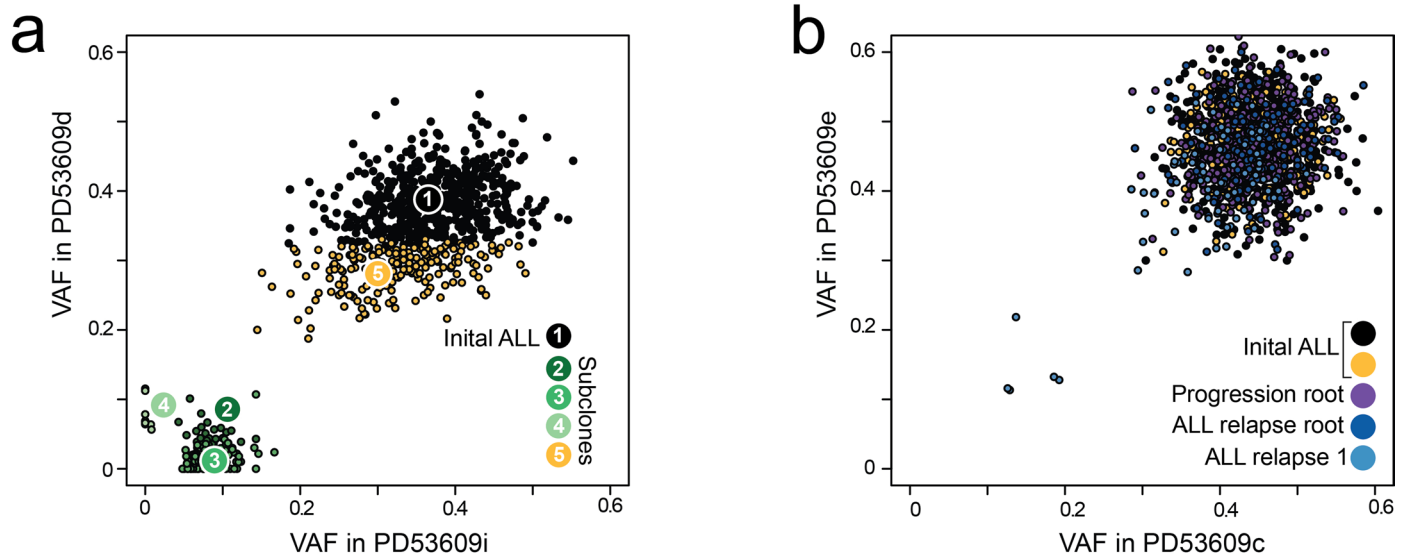 a
0.6
0.4
0.2
0
VAF in PD53609d
1
5
4
2
3
Inital ALL 1
2
3
4
5
Subclones
0
0.2
0.4
0.6
VAF in PD53609i
b
0.6
0.4
0.2
0
VAF in PD53609e
Inital ALL
Progression root
ALL relapse root
ALL relapse 1
0
0.2
0.4
0.6
VAF in PD53609c